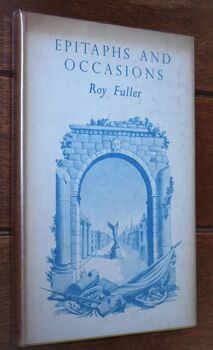 EPITAPHS AND
OCCASIONS
Roy Fuller